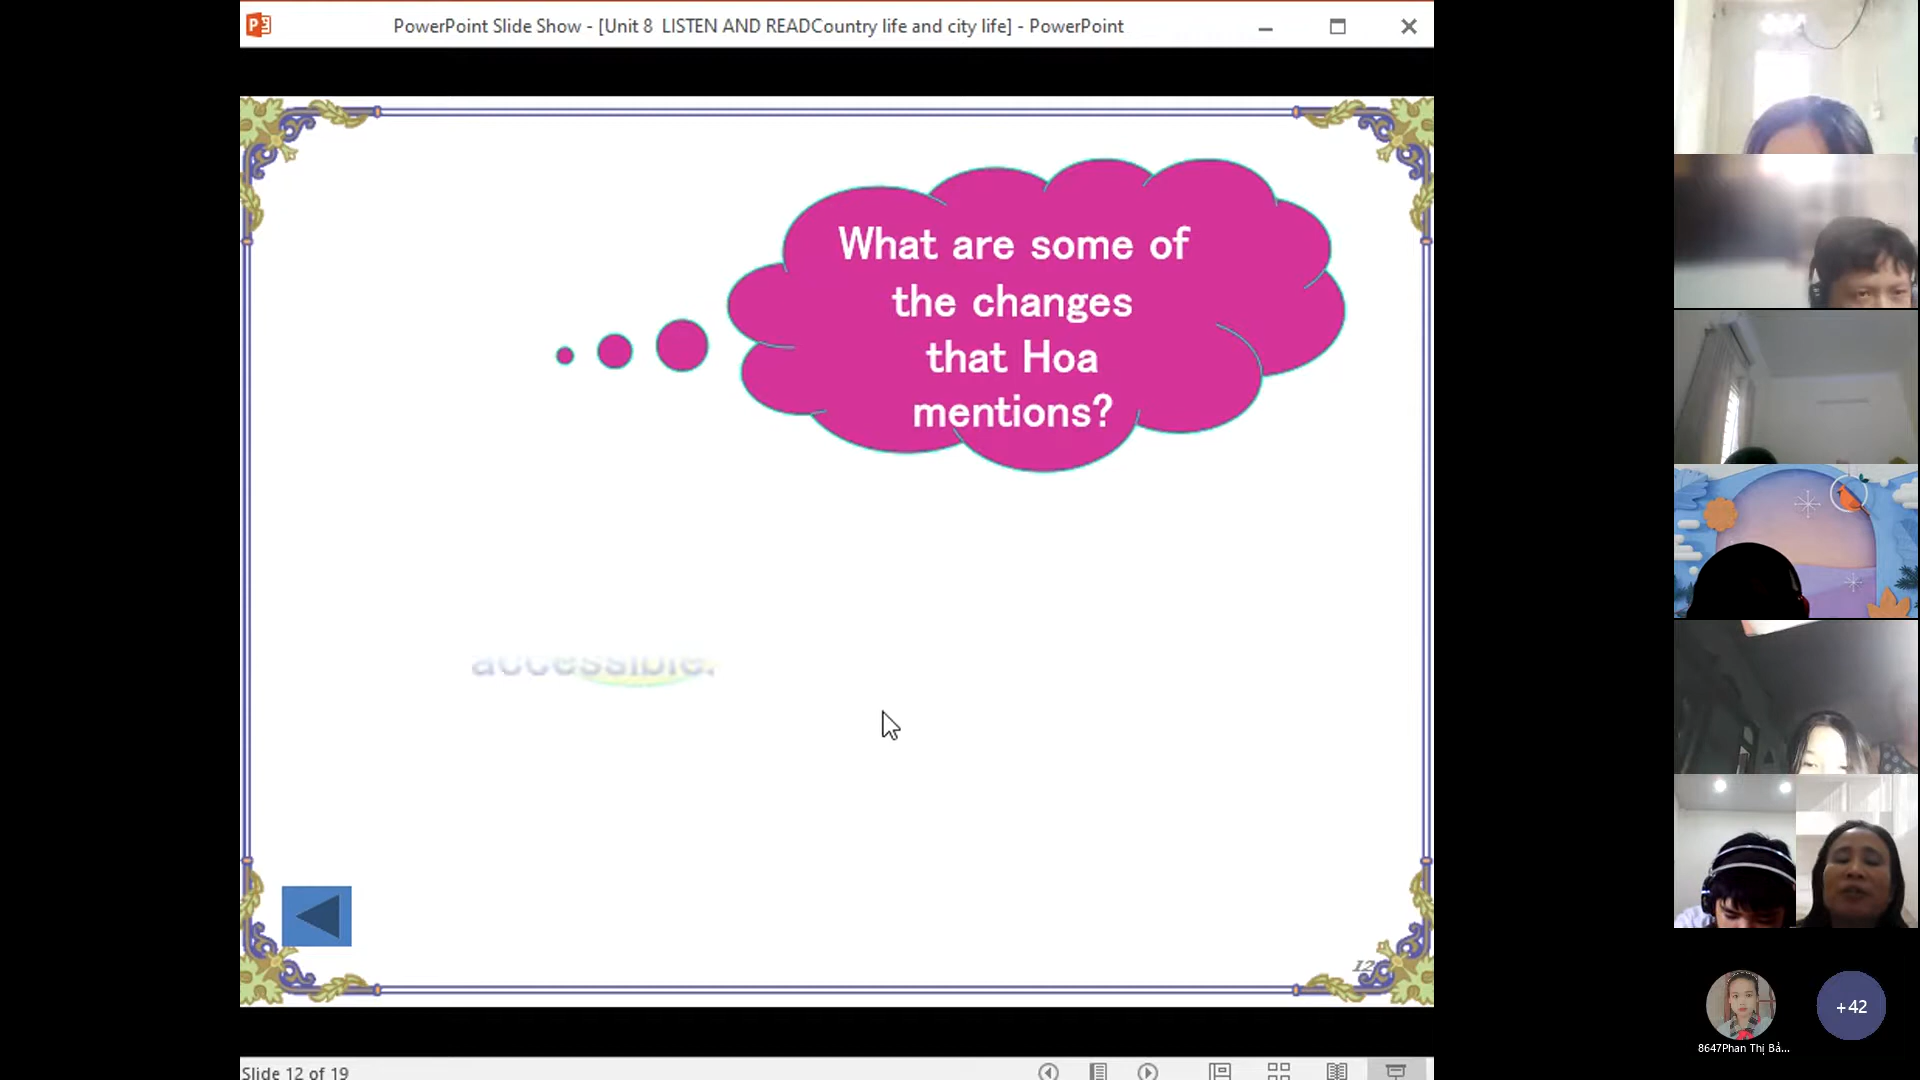 PowerPoint Slide Show - [Unit 8  LISTEN AND READCountry life and city life] - PowerPoint
What are some of
the changes
that Hoa
mentions?
accessible.
12
Slide 12 of 19
+42
8647Phan Thị Bả...